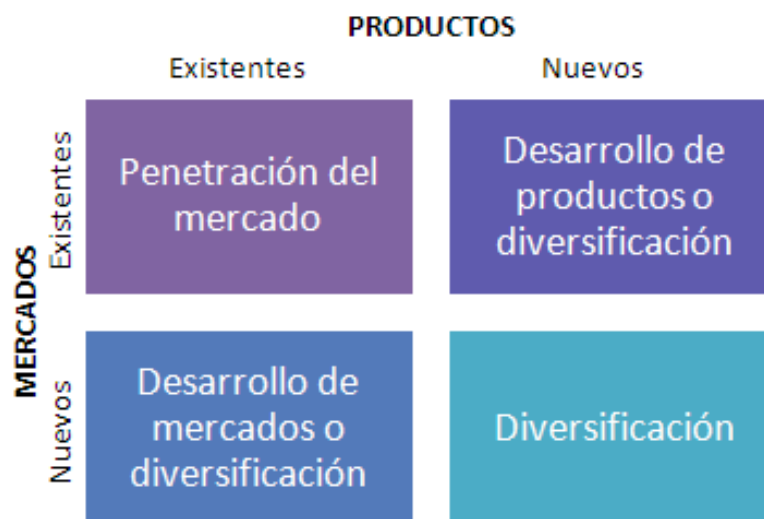 PRODUCTOS
Existentes
Nuevos
MERCADOS
Existentes
Penetración del
mercado
Desarrollo de
productos o
diversificación
Nuevos
Desarrollo de
mercados o
diversificación
Diversificación